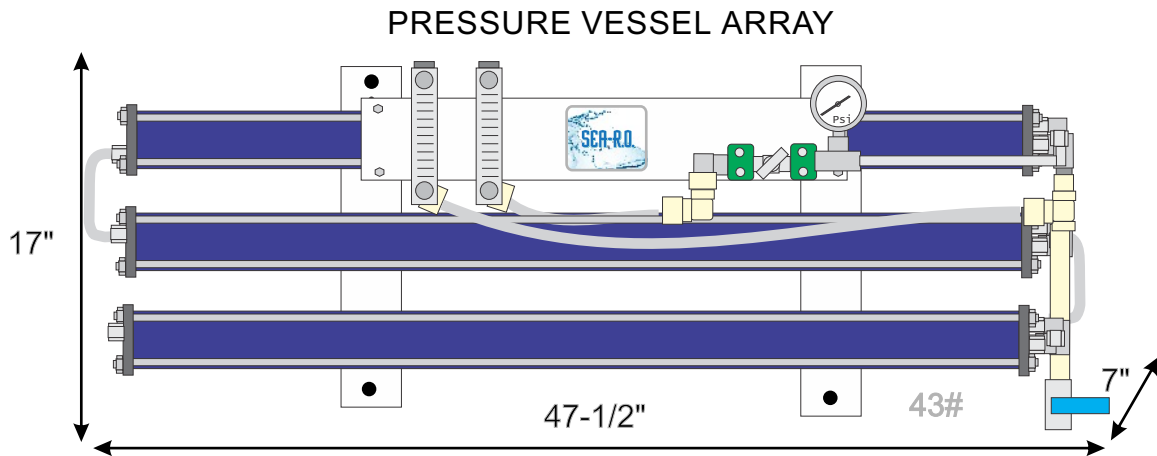 PRESSURE VESSEL ARRAY
Psi
SEA-R.O.
17"
7"
47-1/2"
43#